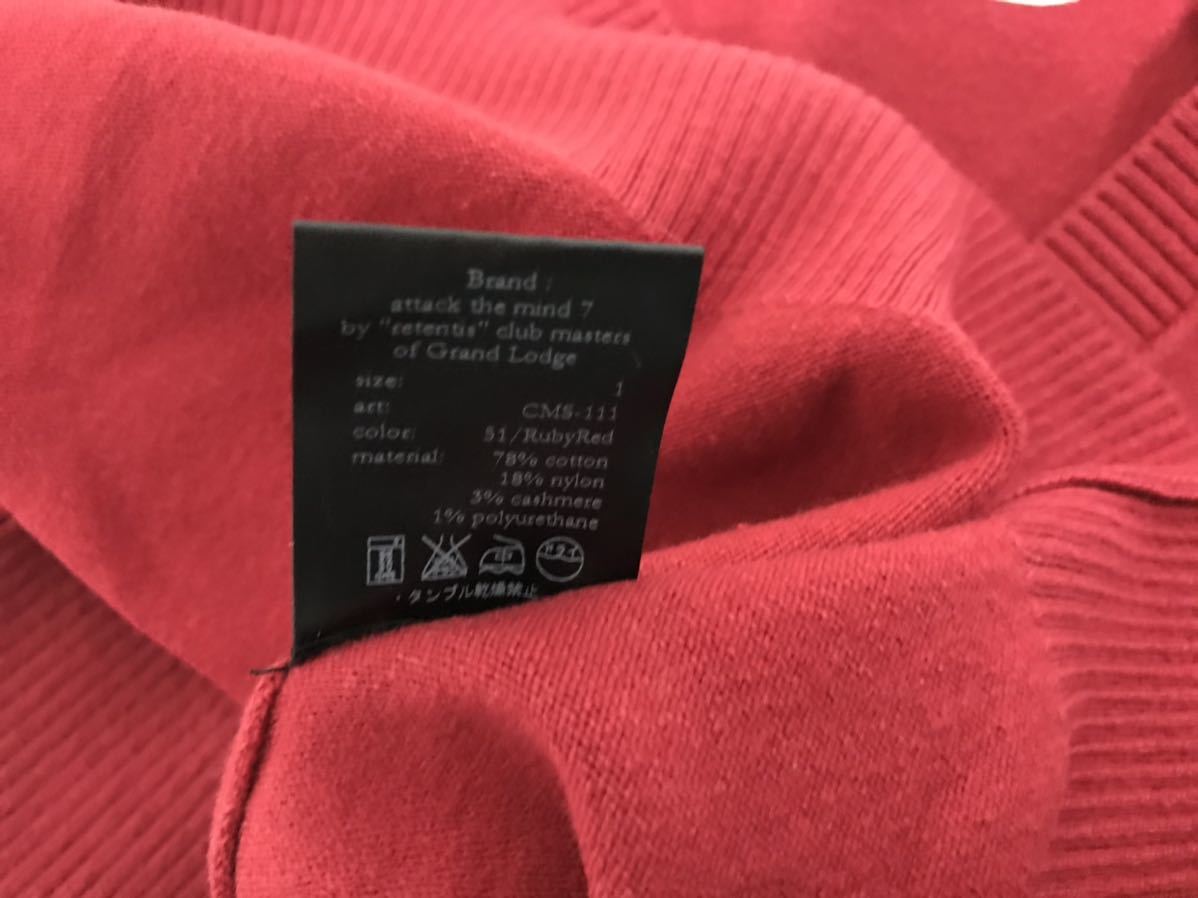 Brand :
attack the mind 7
by "retentis" club masters
of Grand Lodge
size: 1
art: CMS-111
color: 51/RubyRed
material: 78% cotton
18% nylon
3% cashmere
1% polyurethane
・タンブル乾燥禁止